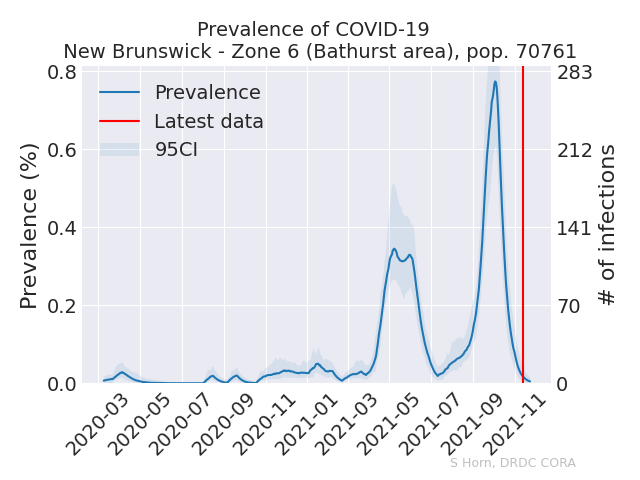 Prevalence of COVID-19
New Brunswick - Zone 6 (Bathurst area), pop. 70761
Prevalence
Latest data
95CI
Prevalence (%)
0.8
0.6
0.4
0.2
0.0
283
212
141
70
0
# of infections
2020-03
2020-05
2020-07
2020-09
2020-11
2021-01
2021-03
2021-05
2021-07
2021-09
2021-11
S Horn, DRDC CORA